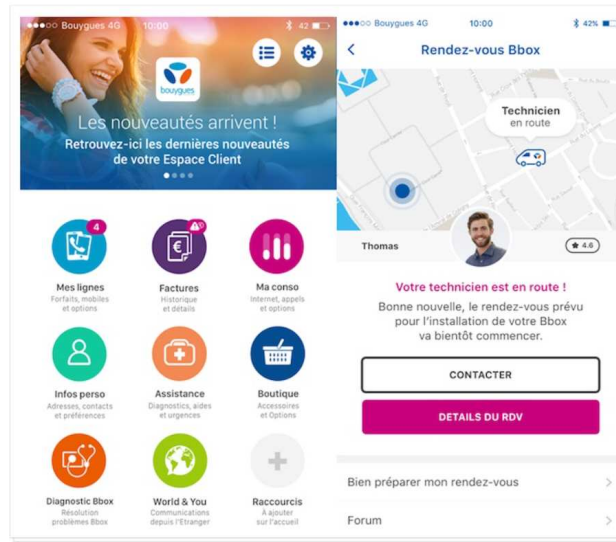 Bouygues 4G 10:00 42
bouygues
Les nouveautés arrivent !
Retrouvez-ici les dernières nouveautés
de votre Espace Client
4
Mes lignes
Forfaits, mobiles
et options
Factures
Historique
et détails
Ma conso
Internet, appels
et options
Infos perso
Adresses, contacts
et préférences
Assistance
Diagnostics, aides
et urgences
Boutique
Accessoires
et Options
Diagnostic Bbox
Résolution
problèmes Bbox
World & You
Communications
depuis l'Etranger
Raccourcis
À ajouter
sur l'accueil
Bouygues 4G 10:00 42%
Rendez-vous Bbox
Technicien
en route
Thomas
★ 4.6
Votre technicien est en route !
Bonne nouvelle, le rendez-vous prévu
pour l'installation de votre Bbox
va bientôt commencer.
CONTACTER
DETAILS DU RDV
Bien préparer mon rendez-vous
Forum